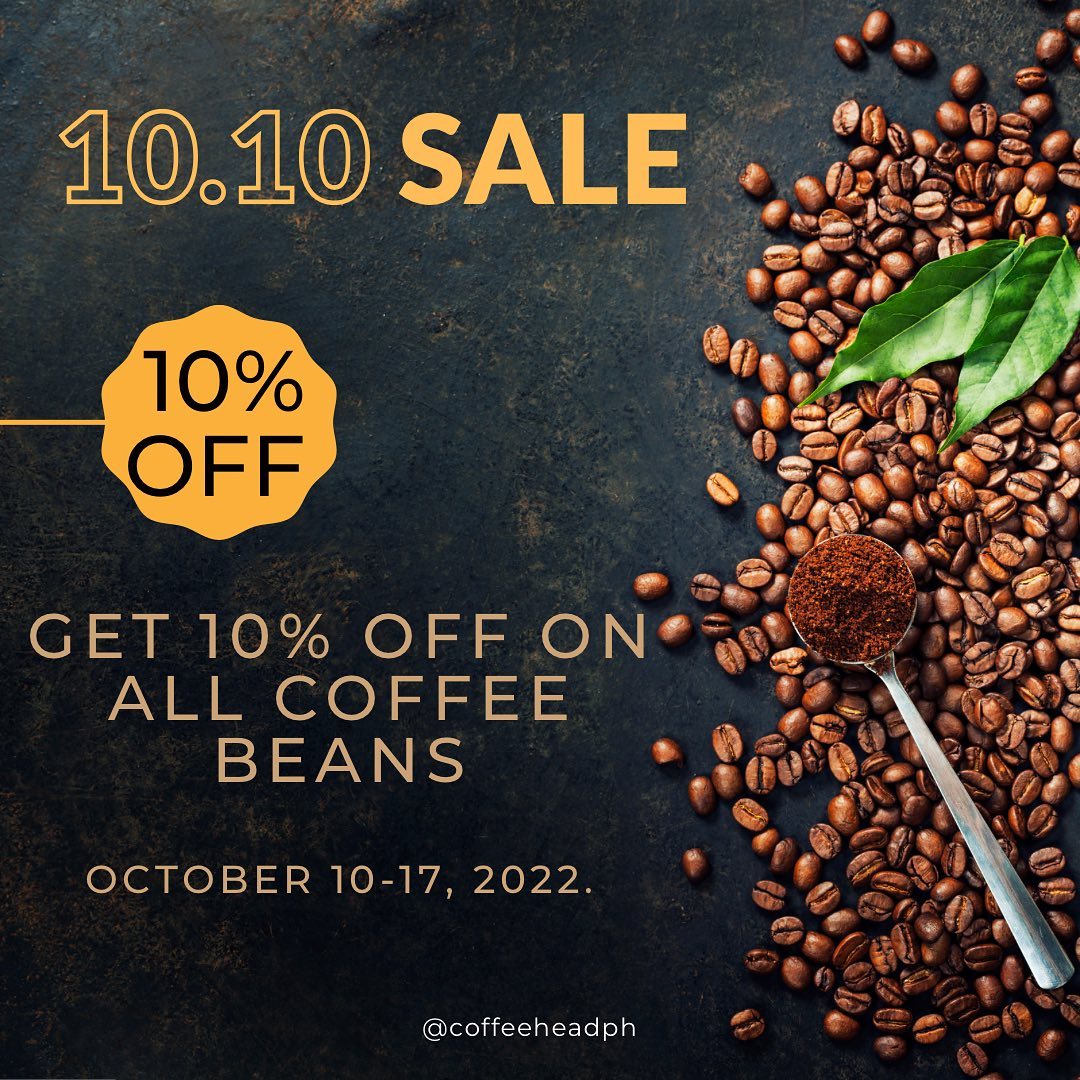 10.10 SALE
10%
OFF
GET 10% OFF ON
ALL COFFEE
BEANS
OCTOBER 10-17, 2022.
@coffeeheadph